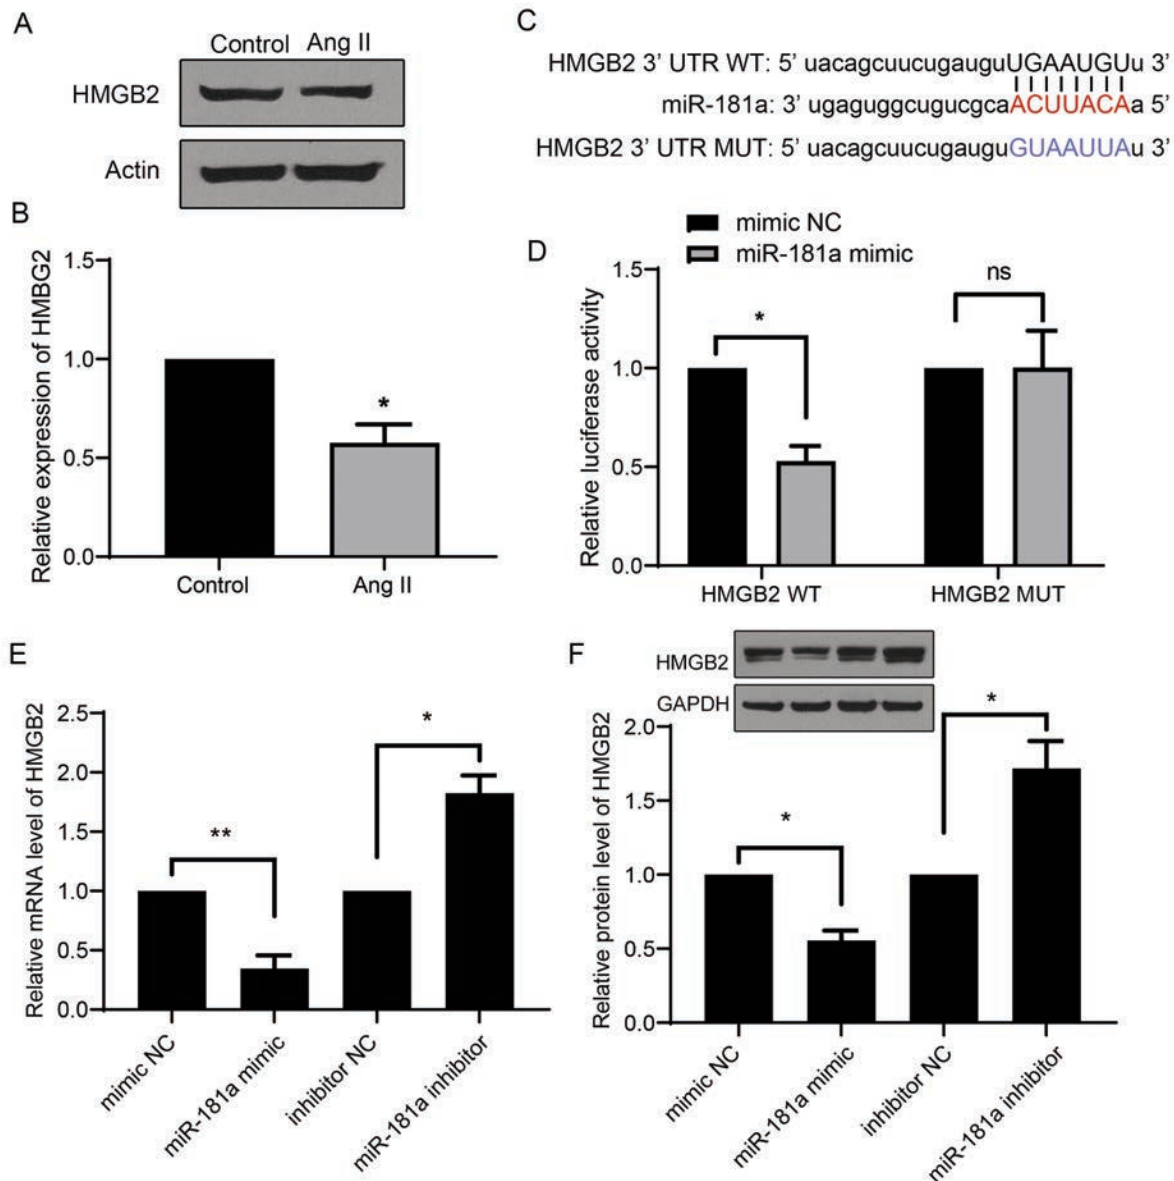 A
Control Ang II
HMGB2
Actin
B
Relative expression of HMBG2
1.5
1.0
0.5
0.0
*
Control
Ang II
C
HMGB2 3’ UTR WT: 5’ uacagcuucugauguUGAAUGUu 3’
miR-181a: 3’ ugaguggcugucgcaACUUACAa 5’
HMGB2 3’ UTR MUT: 5’ uacagcuucugauguGUAAUUAu 3’
D
mimic NC
miR-181a mimic
Relative luciferase activity
1.5
1.0
0.5
0.0
*
ns
HMGB2 WT
HMGB2 MUT
E
Relative mRNA level of HMGB2
2.5
2.0
1.5
1.0
0.5
0.0
**
*
mimic NC
miR-181a mimic
inhibitor NC
miR-181a inhibitor
F
HMGB2
GAPDH
Relative protein level of HMGB2
2.0
1.5
1.0
0.5
0.0
*
*
mimic NC
miR-181a mimic
inhibitor NC
miR-181a inhibitor